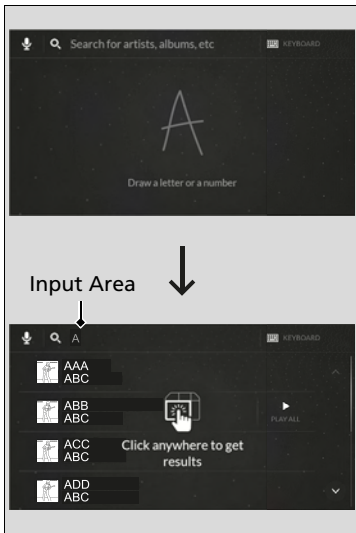 Search for artists, albums, etc
KEYBOARD
A
Draw a letter or a number
Input Area
A
KEYBOARD
AAA
ABC
ABB
ABC
PLAY ALL
ACC
ABC
Click anywhere to get
results
ADD
ABC